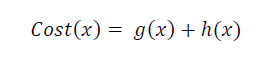 Cost(x) = g(x) + h(x)